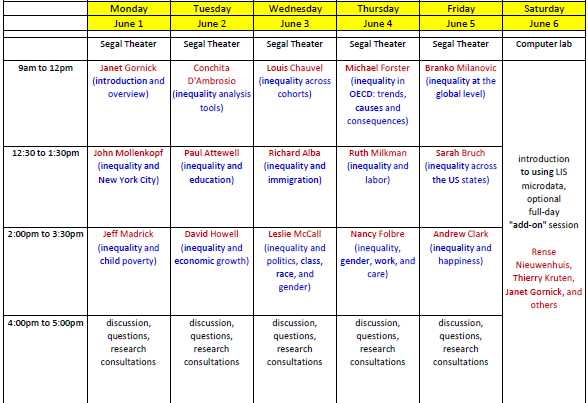 Monday Tuesday Wednesday Thursday Friday Saturday
June 1 June 2 June 3 June 4 June 5 June 6
Segal Theater Segal Theater Segal Theater Segal Theater Segal Theater Computer lab
9am to 12pm
Janet Gornick
(introduction and
overview)
Conchita
D'Ambrosio
(inequality analysis
tools)
Louis Chauvel
(inequality across
cohorts)
Michael Forster
(inequality in
OECD: trends,
causes and
consequences)
Branko Milanovic
(inequality at the
global level)
12:30 to 1:30pm
John Mollenkopf
(inequality and
New York City)
Paul Attewell
(inequality and
education)
Richard Alba
(inequality and
immigration)
Ruth Milkman
(inequality and
labor)
Sarah Bruch
(inequality across
the US states)
2:00pm to 3:30pm
Jeff Madrick
(inequality and
child poverty)
David Howell
(inequality and
economic growth)
Leslie McCall
(inequality and
politics, class,
race, and
gender)
Nancy Folbre
(inequality,
gender, work, and
care)
Andrew Clark
(inequality and
happiness)
4:00pm to 5:00pm
discussion,
questions,
research
consultations
discussion,
questions,
research
consultations
discussion,
questions,
research
consultations
discussion,
questions,
research
consultations
discussion,
questions,
research
consultations
introduction
to using LIS
microdata,
optional
full-day
"add-on" session
Rense
Nieuwenhuis,
Thierry Kruten,
Janet Gornick, and
others